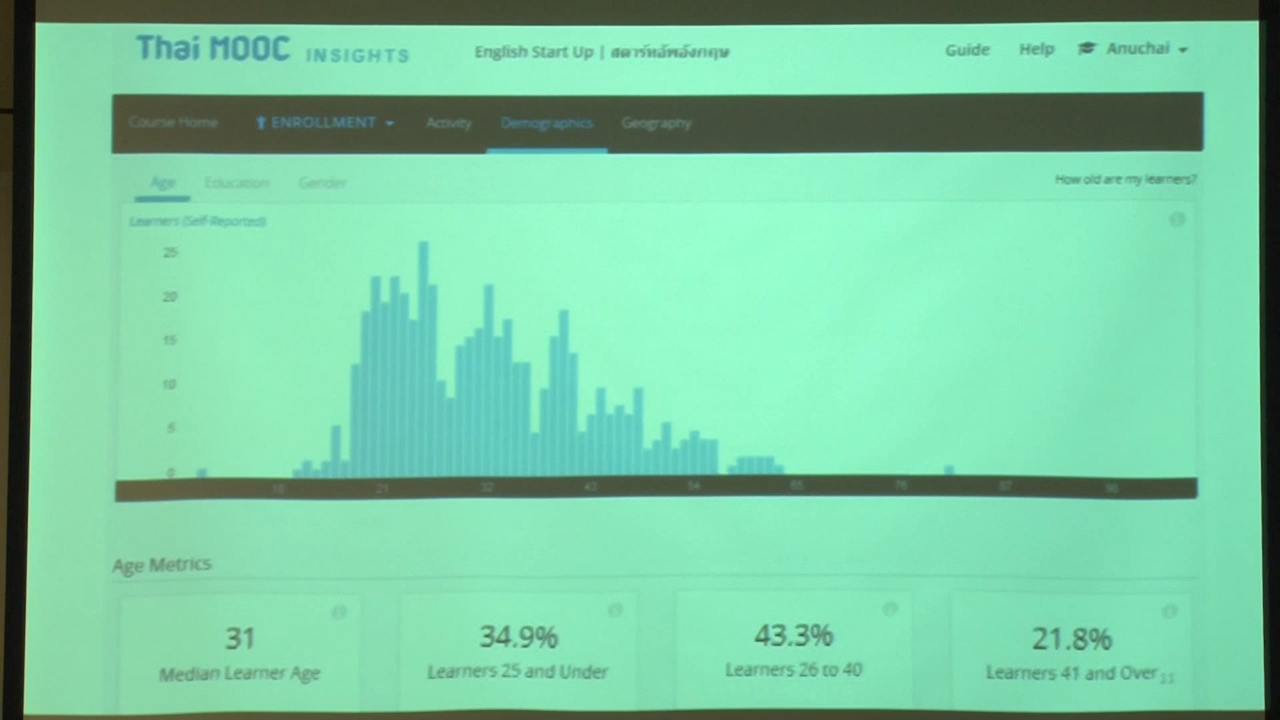 Thai MOOC INSIGHTS English Start Up | สตาร์ทอัพอังกฤษ Guide Help Anuchai
Course Home ENROLLMENT Activity Demographics Geography
Age Education Gender How old are my learners?
Learners (Self-Reported)
25
20
15
10
5
0
10 21 32 43 54 65 76 87 98
Age Metrics
31 34.9% 43.3% 21.8%
Median Learner Age Learners 25 and Under Learners 26 to 40 Learners 41 and Over